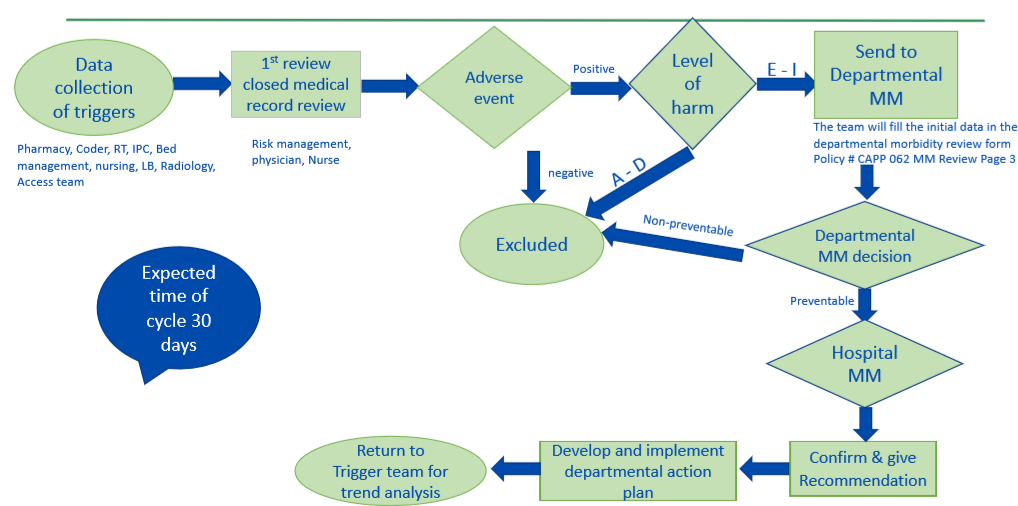 Data
collection
of triggers
1st review
closed medical
record review
Adverse
event
Positive
Level
of
harm
E - I
Send to
Departmental
MM
Pharmacy, Coder, RT, IPC, Bed
management, nursing, LB, Radiology,
Access team
Risk management,
physician, Nurse
The team will fill the initial data in the
departmental morbidity review form
Policy # CAPP 062 MM Review Page 3
negative
A - D
Excluded
Non-preventable
Departmental
MM decision
Expected
time of
cycle 30
days
Preventable
Hospital
MM
Confirm & give
Recommendation
Develop and implement
departmental action
plan
Return to
Trigger team for
trend analysis